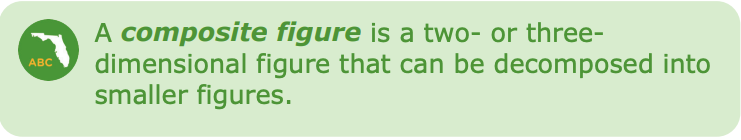 A composite figure is a two- or three-
dimensional figure that can be decomposed into
smaller figures.
ABC